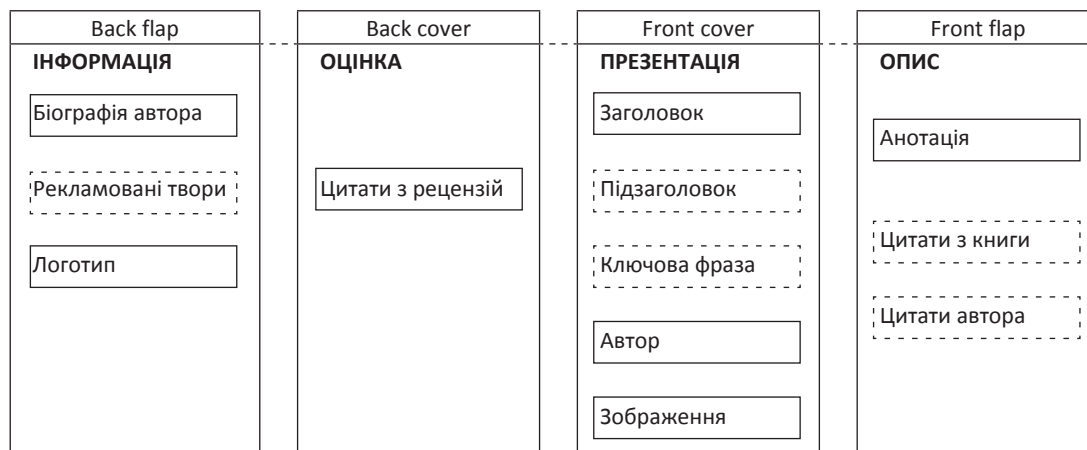 Back flap
ІНФОРМАЦІЯ
Біографія автора
Рекламовані твори
Логотип
Back cover
ОЦІНКА
Цитати з рецензій
Front cover
ПРЕЗЕНТАЦІЯ
Заголовок
Підзаголовок
Ключова фраза
Автор
Зображення
Front flap
ОПИС
Анотація
Цитати з книги
Цитати автора